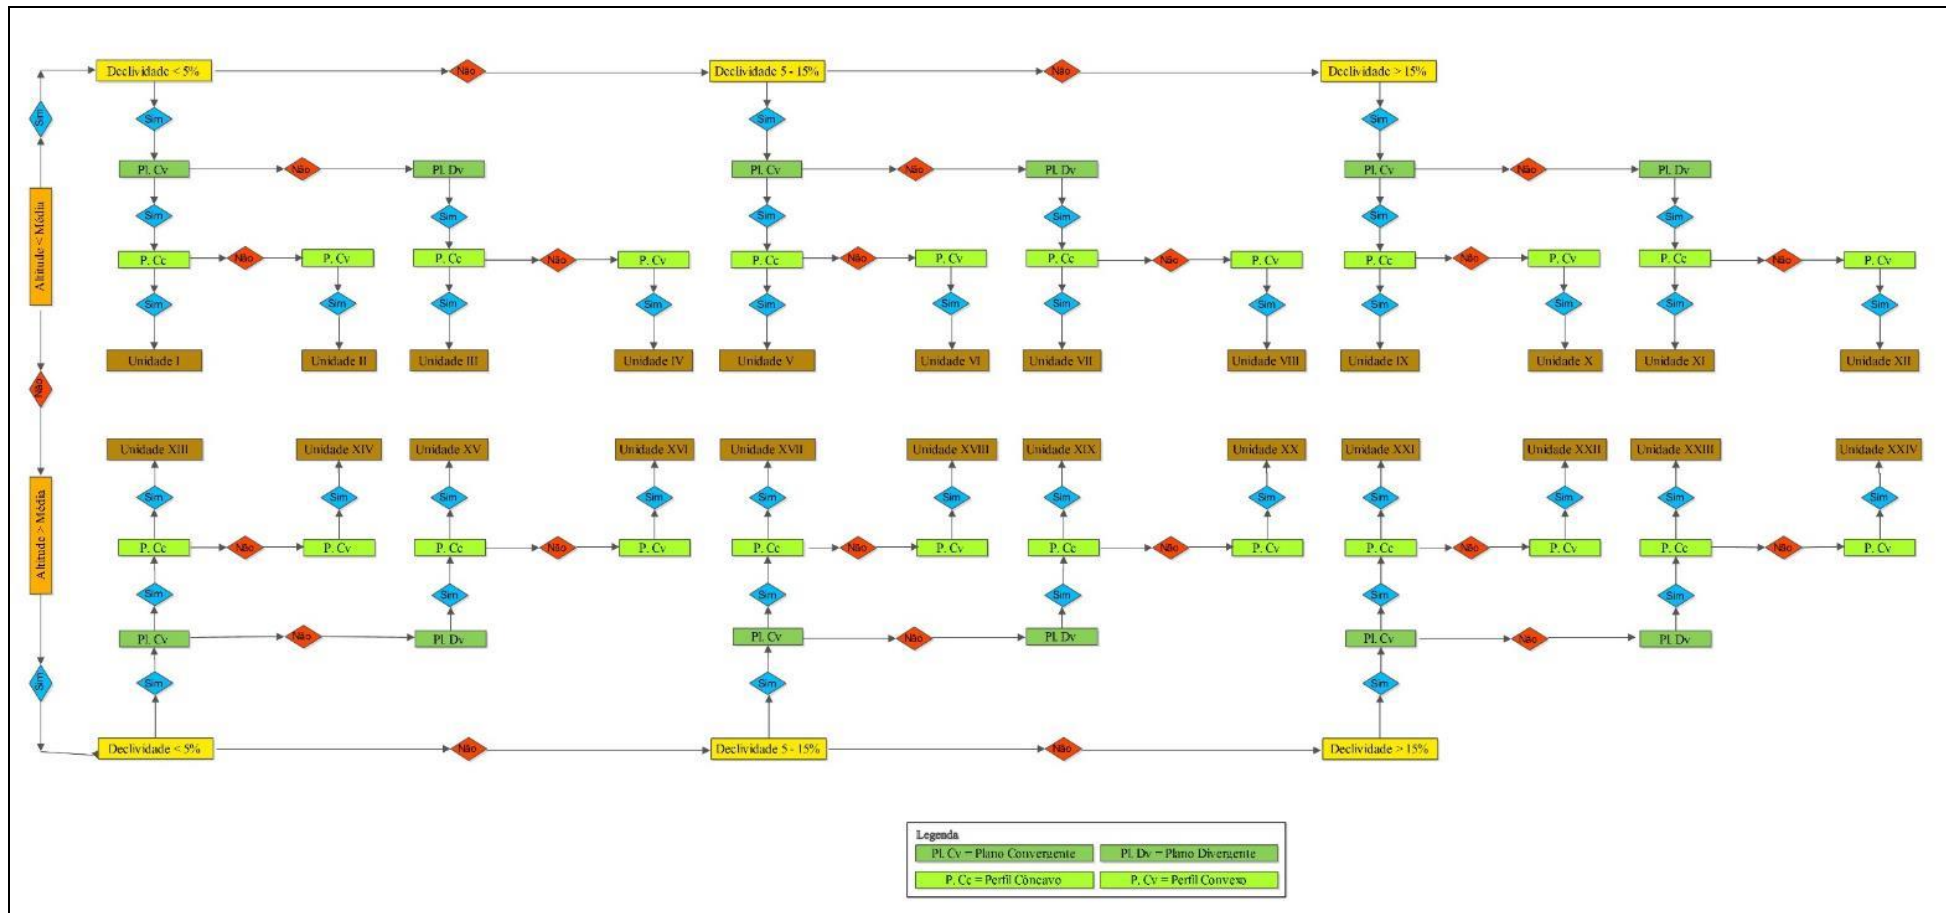 Declividade < 5%
Não
Declividade 5 - 15%
Não
Declividade > 15%
Sim
Sim
Sim
Sim
Pl. Cv
Não
Pl. Dv
Pl. Cv
Não
Pl. Dv
Pl. Cv
Não
Pl. Dv
Altitude < Média
Sim
Sim
Sim
Sim
Sim
Sim
P. Cc
Não
P. Cv
P. Cc
Não
P. Cv
P. Cc
Não
P. Cv
P. Cc
Não
P. Cv
P. Cc
Não
P. Cv
P. Cc
Não
P. Cv
Sim
Sim
Sim
Sim
Sim
Sim
Sim
Sim
Sim
Sim
Sim
Sim
Unidade I
Unidade II
Unidade III
Unidade IV
Unidade V
Unidade VI
Unidade VII
Unidade VIII
Unidade IX
Unidade X
Unidade XI
Unidade XII
Não
Unidade XIII
Unidade XIV
Unidade XV
Unidade XVI
Unidade XVII
Unidade XVIII
Unidade XIX
Unidade XX
Unidade XXI
Unidade XXII
Unidade XXIII
Unidade XXIV
Sim
Sim
Sim
Sim
Sim
Sim
Sim
Sim
Sim
Sim
Sim
Sim
Altitude > Média
P. Cc
Não
P. Cv
P. Cc
Não
P. Cv
P. Cc
Não
P. Cv
P. Cc
Não
P. Cv
P. Cc
Não
P. Cv
P. Cc
Não
P. Cv
Sim
Sim
Sim
Sim
Sim
Sim
Pl. Cv
Não
Pl. Dv
Pl. Cv
Não
Pl. Dv
Pl. Cv
Não
Pl. Dv
Sim
Sim
Sim
Sim
Declividade < 5%
Não
Declividade 5 - 15%
Não
Declividade > 15%
Legenda
Pl. Cv = Plano Convergente
Pl. Dv = Plano Divergente
P. Cc = Perfil Côncavo
P. Cv = Perfil Convexo